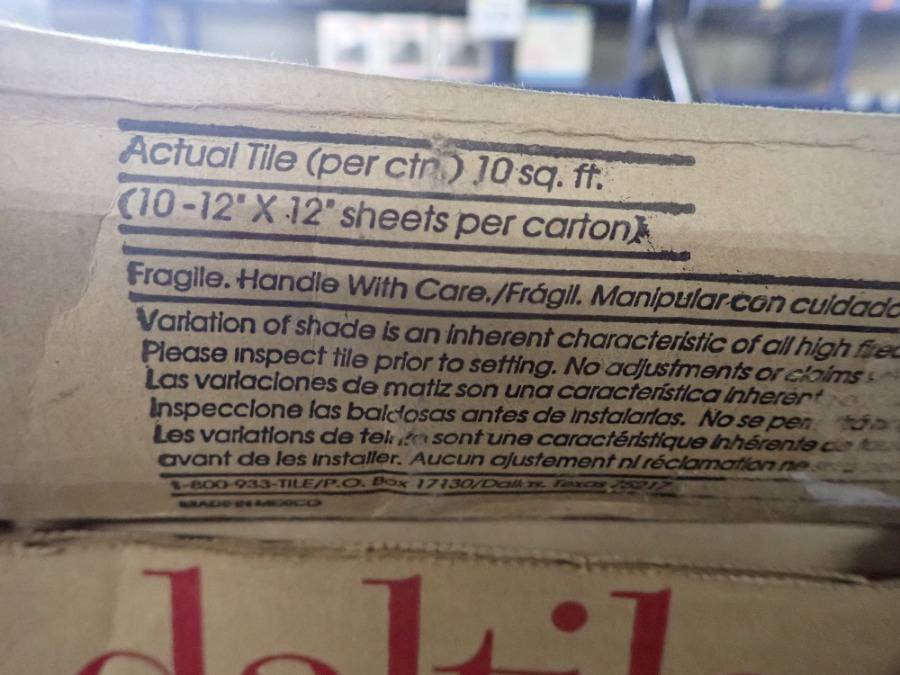 Actual Tile (per ctn.) 10 sq. ft.
(10 -12" X 12" sheets per carton)
Fragile. Handle With Care./Frágil. Manipular con cuidado
Variation of shade is an inherent characteristic of all high fired
Please inspect tile prior to setting. No adjustments or claims
Las variaciones de matiz son una característica inherent
Inspeccione las baldosas antes de instalarlas. No se
Les variations de sont une caractéristique inhérente de
avant de les installer. Aucun ajustement ni réclamation ne
1-800-933-TILE/P.O. Box 17130/Dallas, Texas 75217
MADE IN MEXICO
daltil